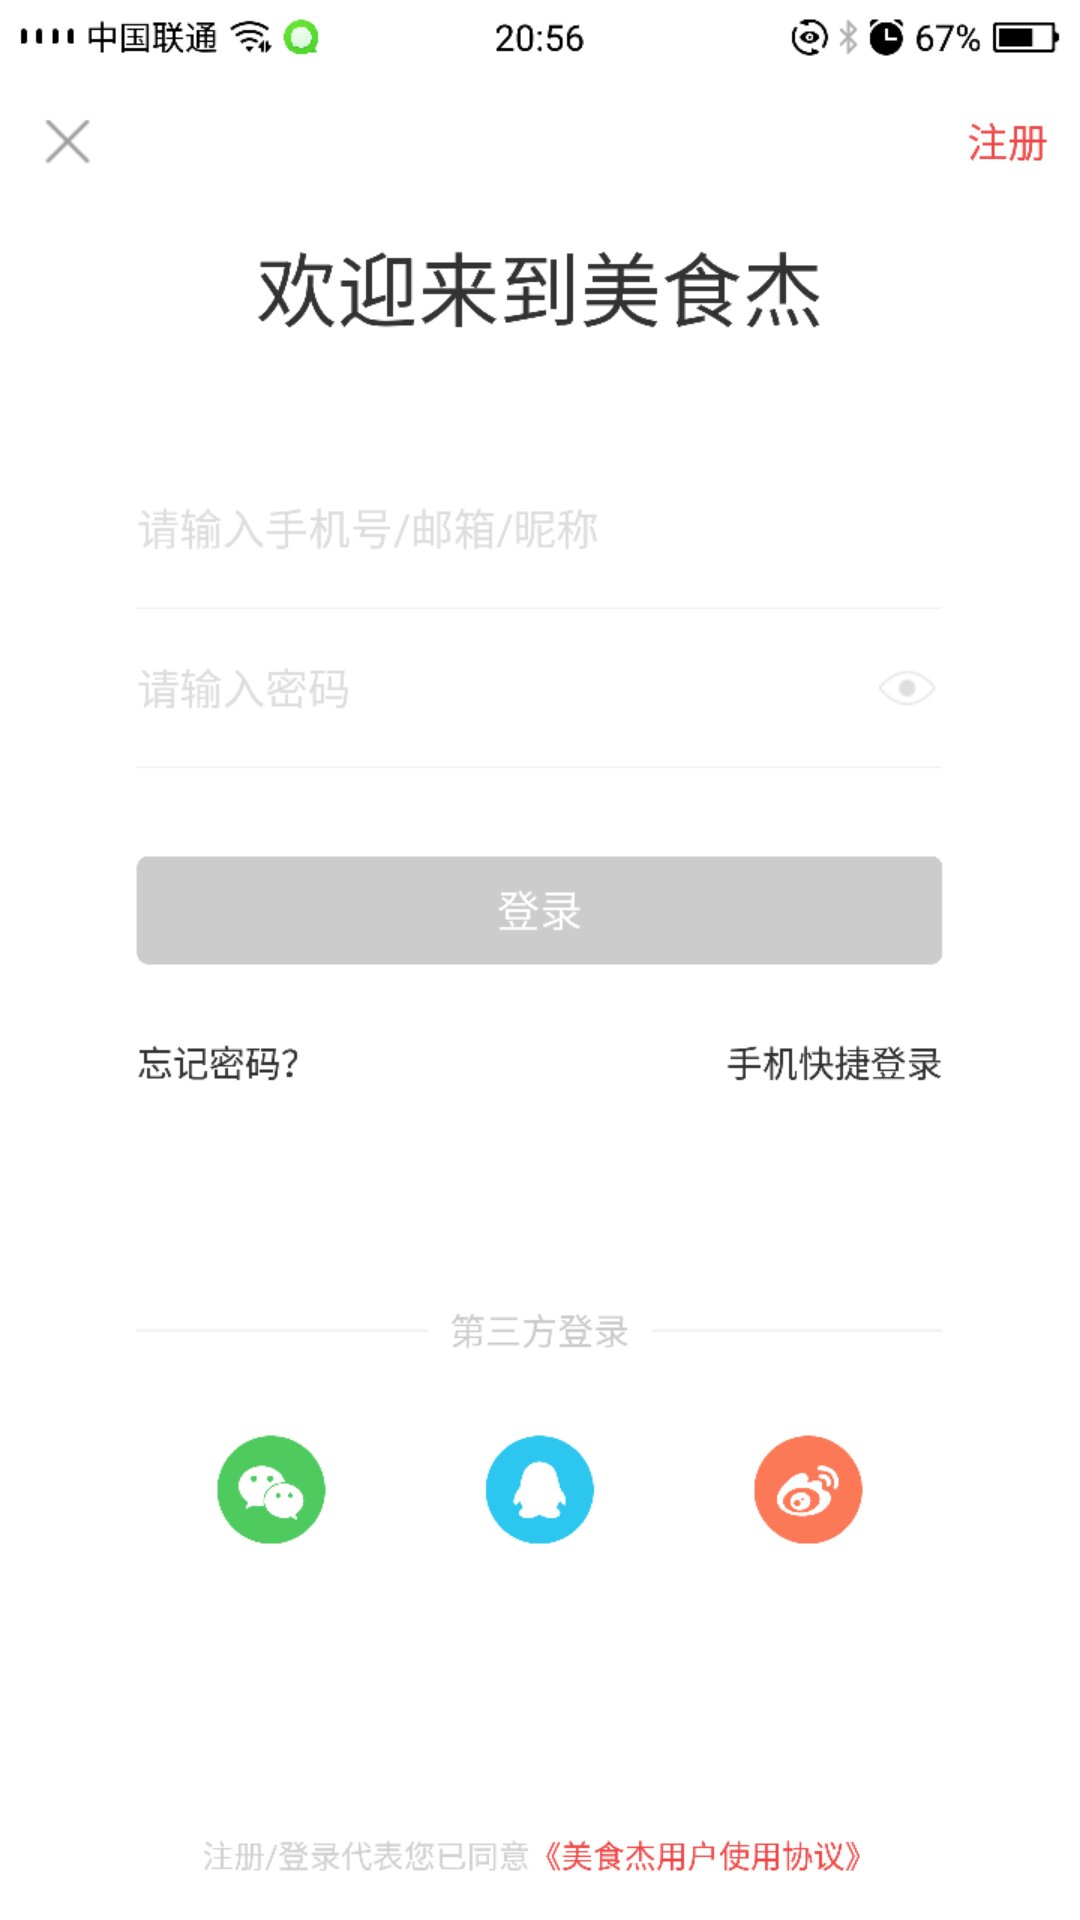 中国联通 20:56 67%
注册
欢迎来到美食杰
请输入手机号/邮箱/昵称
请输入密码
登录
忘记密码? 手机快捷登录
第三方登录
注册/登录代表您已同意《美食杰用户使用协议》